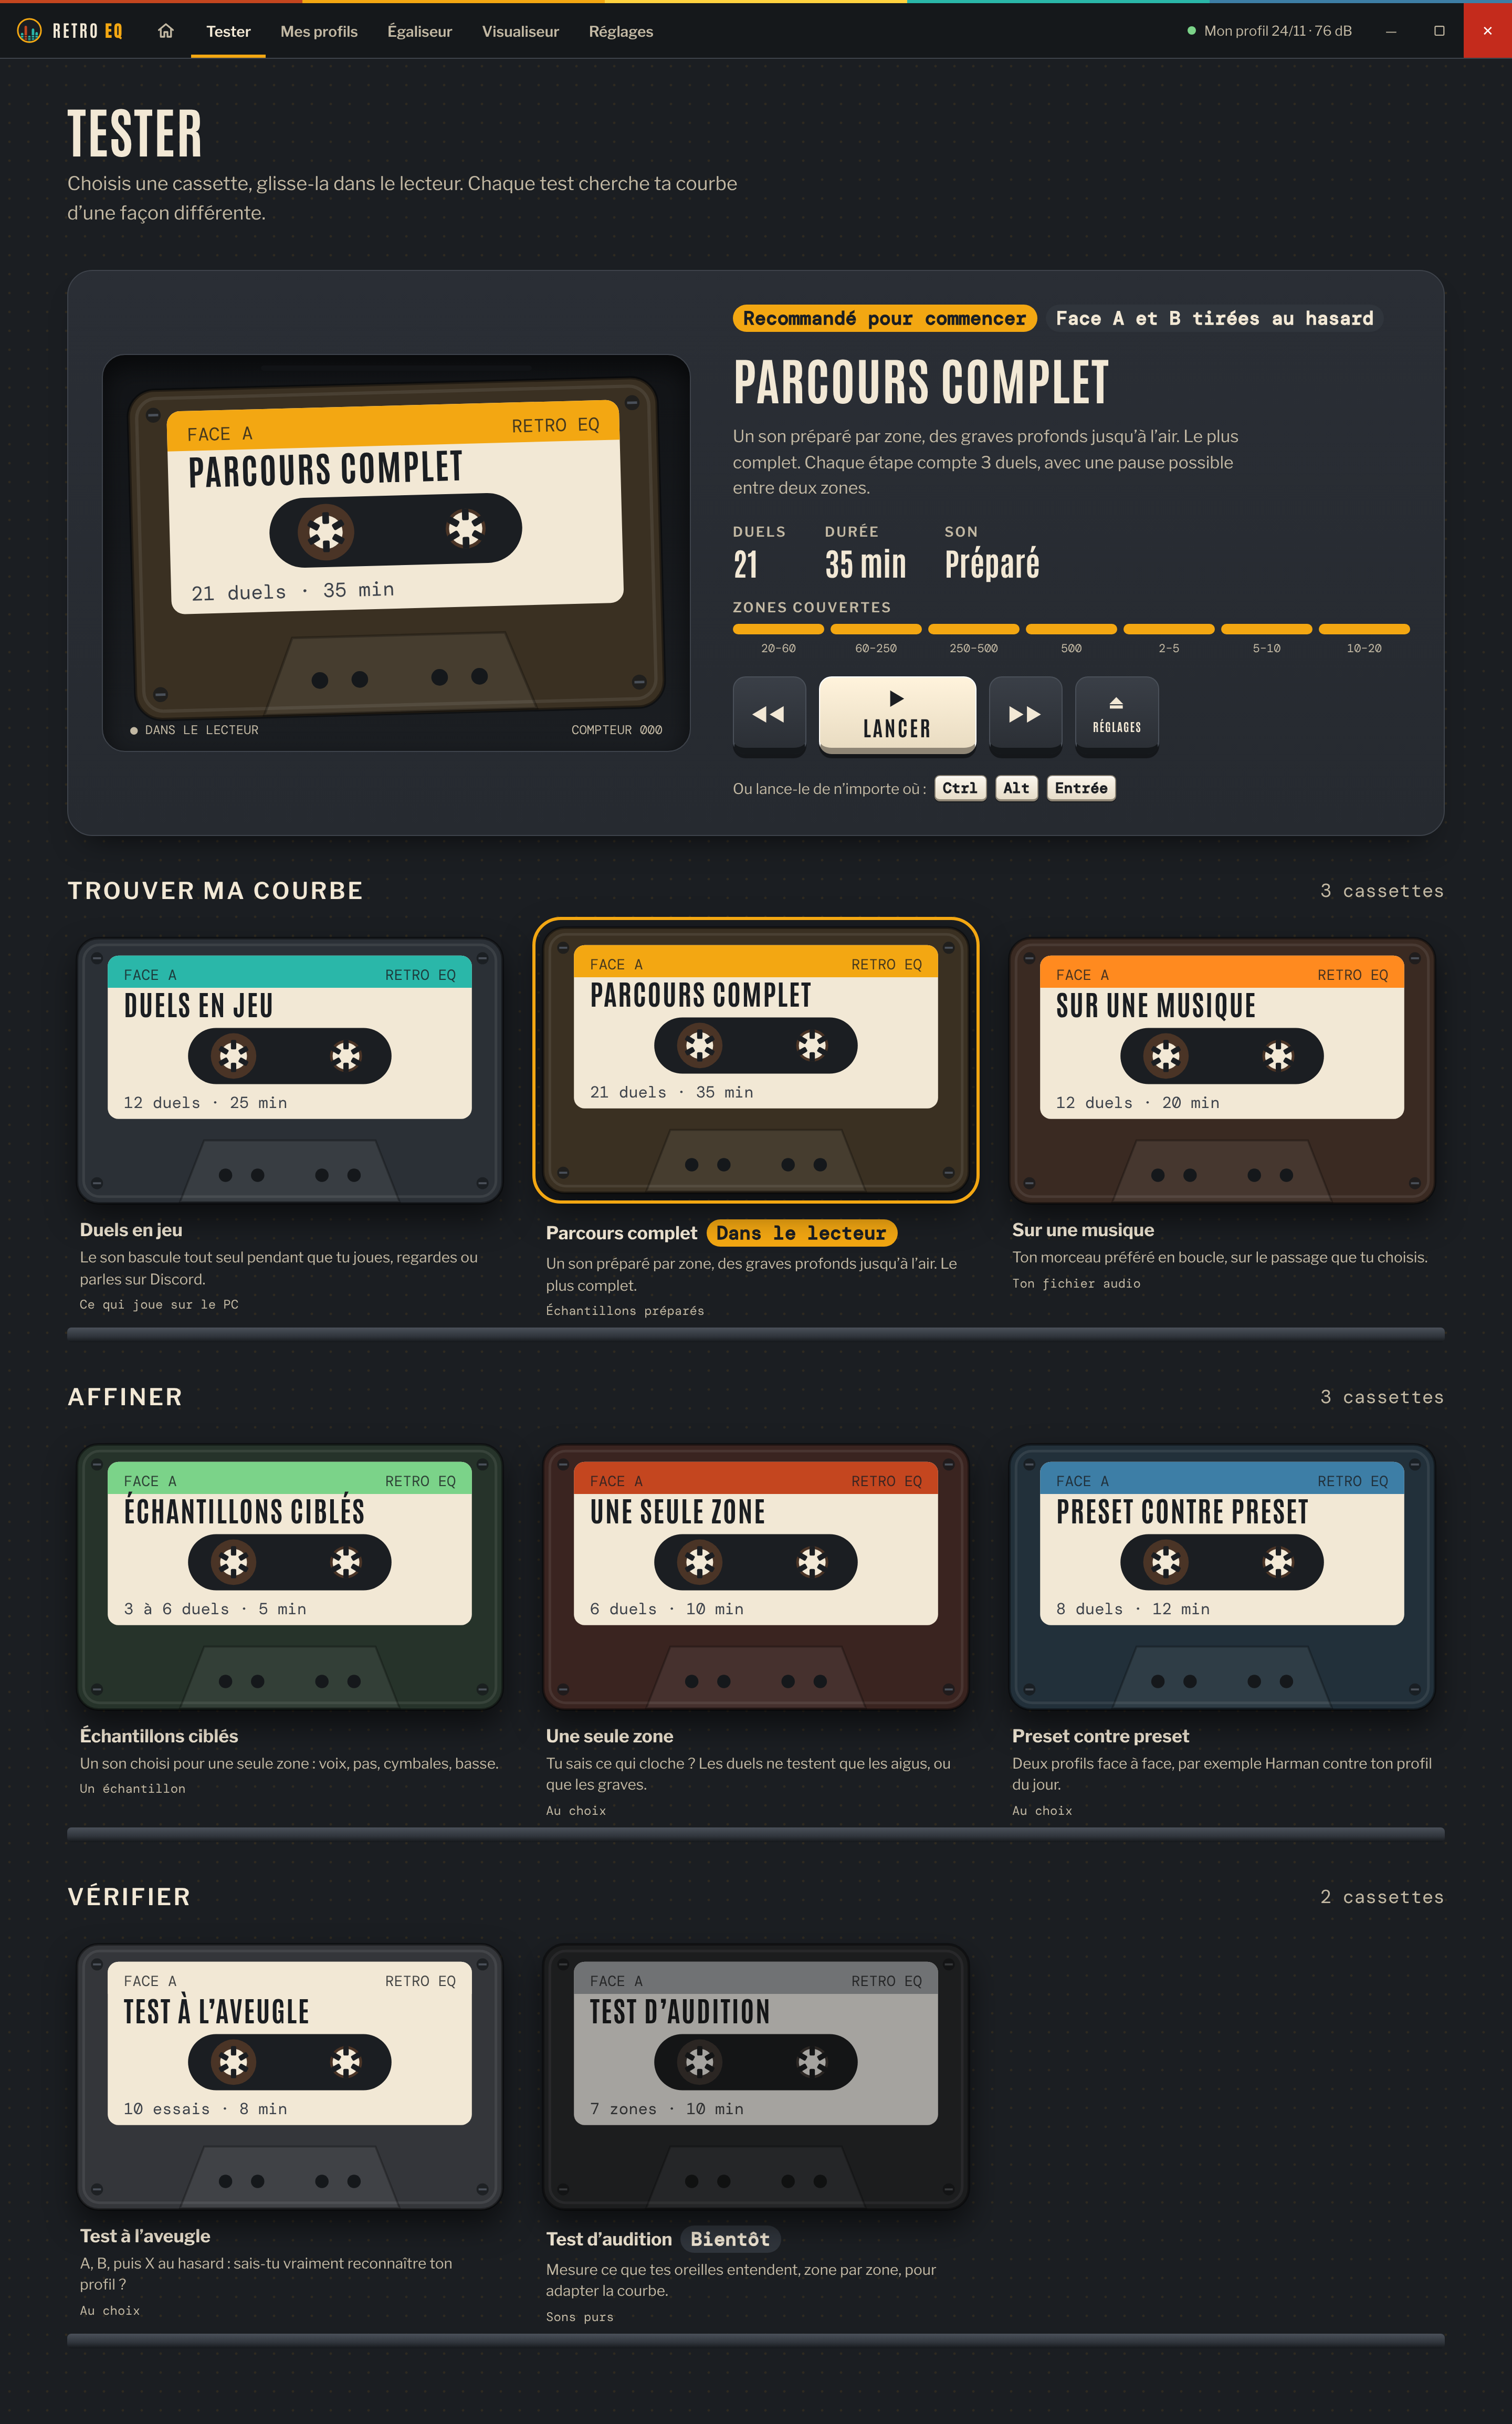 RETRO EQ Tester Mes profils Égaliseur Visualiseur Réglages Mon profil 24/11 · 76 dB
TESTER
Choisis une cassette, glisse-la dans le lecteur. Chaque test cherche ta courbe
d’une façon différente.
FACE A RETRO EQ
PARCOURS COMPLET
21 duels · 35 min
DANS LE LECTEUR COMPTEUR 000
Recommandé pour commencer Face A et B tirées au hasard
PARCOURS COMPLET
Un son préparé par zone, des graves profonds jusqu’à l’air. Le plus
complet. Chaque étape compte 3 duels, avec une pause possible
entre deux zones.
DUELS DURÉE SON
21 35 min Préparé
ZONES COUVERTES
20–60 60–250 250–500 500 2–5 5–10 10–20
LANCER RÉGLAGES
Ou lance-le de n’importe où : Ctrl Alt Entrée
TROUVER MA COURBE 3 cassettes
FACE A RETRO EQ
DUELS EN JEU
12 duels · 25 min
Duels en jeu
Le son bascule tout seul pendant que tu joues, regardes ou
parles sur Discord.
Ce qui joue sur le PC
FACE A RETRO EQ
PARCOURS COMPLET
21 duels · 35 min
Parcours complet Dans le lecteur
Un son préparé par zone, des graves profonds jusqu’à l’air. Le
plus complet.
Échantillons préparés
FACE A RETRO EQ
SUR UNE MUSIQUE
12 duels · 20 min
Sur une musique
Ton morceau préféré en boucle, sur le passage que tu choisis.
Ton fichier audio
AFFINER 3 cassettes
FACE A RETRO EQ
ÉCHANTILLONS CIBLÉS
3 à 6 duels · 5 min
Échantillons ciblés
Un son choisi pour une seule zone : voix, pas, cymbales, basse.
Un échantillon
FACE A RETRO EQ
UNE SEULE ZONE
6 duels · 10 min
Une seule zone
Tu sais ce qui cloche ? Les duels ne testent que les aigus, ou
que les graves.
Au choix
FACE A RETRO EQ
PRESET CONTRE PRESET
8 duels · 12 min
Preset contre preset
Deux profils face à face, par exemple Harman contre ton profil
du jour.
Au choix
VÉRIFIER 2 cassettes
FACE A RETRO EQ
TEST À L’AVEUGLE
10 essais · 8 min
Test à l’aveugle
A, B, puis X au hasard : sais-tu vraiment reconnaître ton
profil ?
Au choix
FACE A RETRO EQ
TEST D’AUDITION
7 zones · 10 min
Test d’audition Bientôt
Mesure ce que tes oreilles entendent, zone par zone, pour
adapter la courbe.
Sons purs